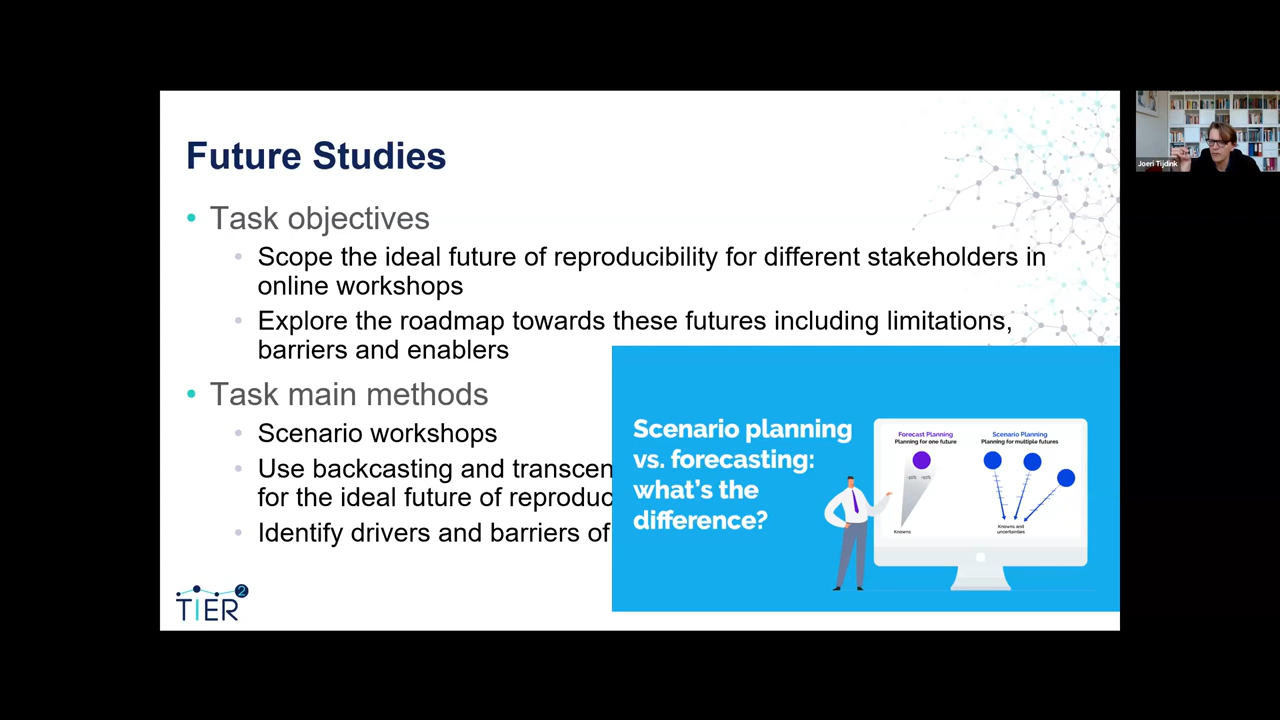 Future Studies
• Task objectives
• Scope the ideal future of reproducibility for different stakeholders in
online workshops
• Explore the roadmap towards these futures including limitations,
barriers and enablers
• Task main methods
• Scenario workshops
• Use backcasting and transcen
for the ideal future of reproduc
• Identify drivers and barriers of
Scenario planning
vs. forecasting:
what's the
difference?
Forecast Planning
Planning for one future
Knowns
Scenario Planning
Planning for multiple futures
Knowns and
uncertainties
TIER2
Joeri Tijdink